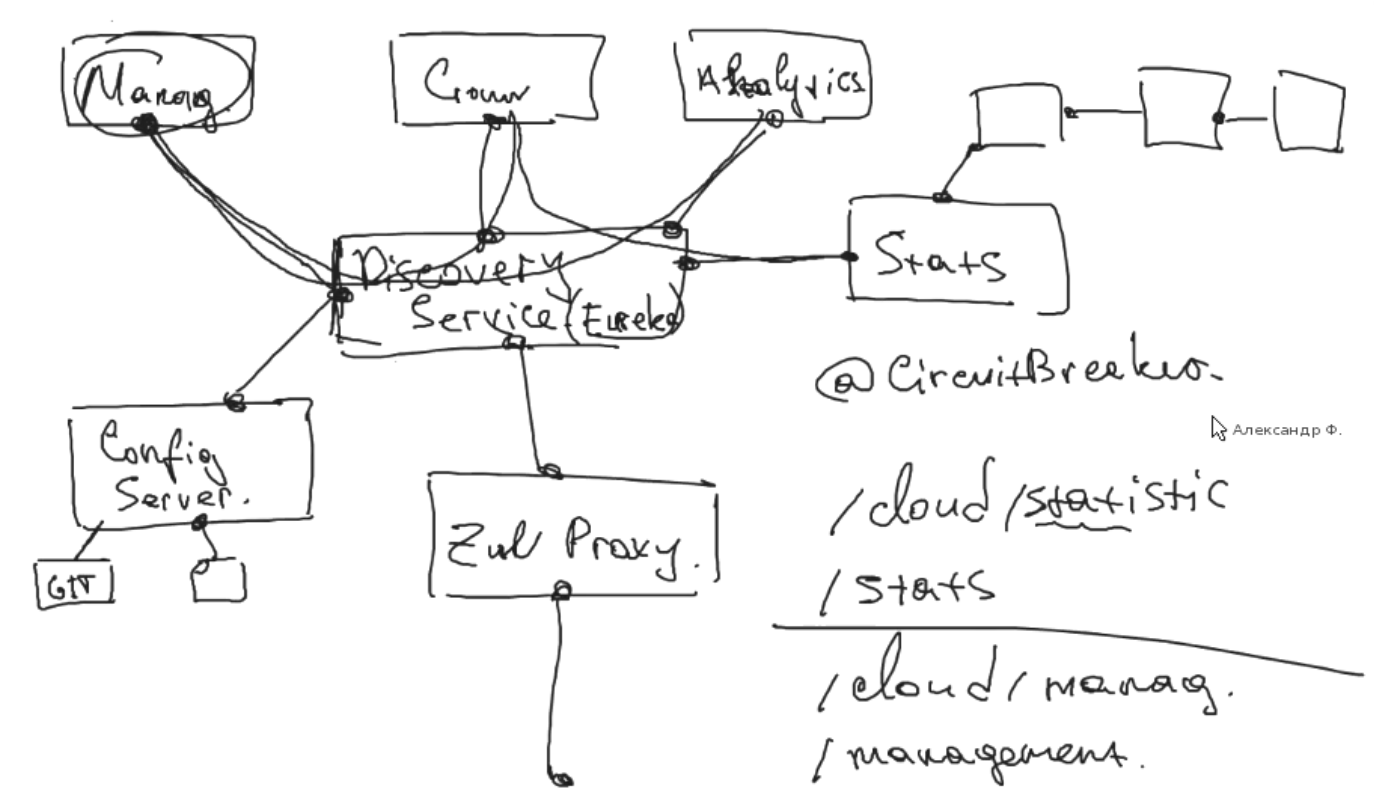 Manag
Analytics
Stats
Discovery
Service (Eureka)
@CircuitBreaker
Александр Ф.
Config
Server.
GIT
Zul Proxy.
/cloud/statistic
/stats
/cloud/manag.
/management.